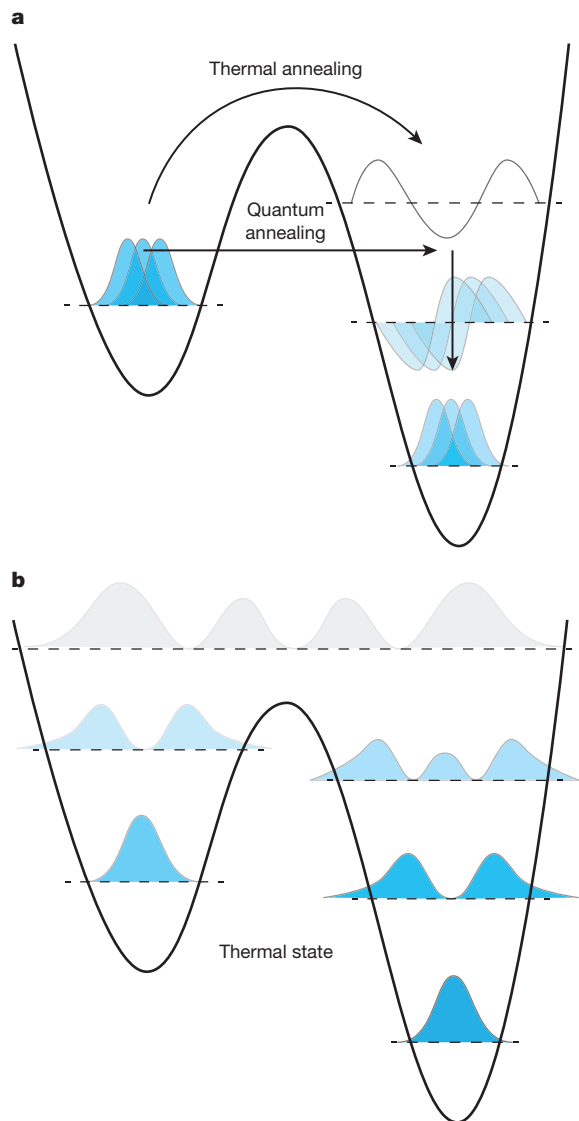 a
Thermal annealing
Quantum
annealing
b
Thermal state